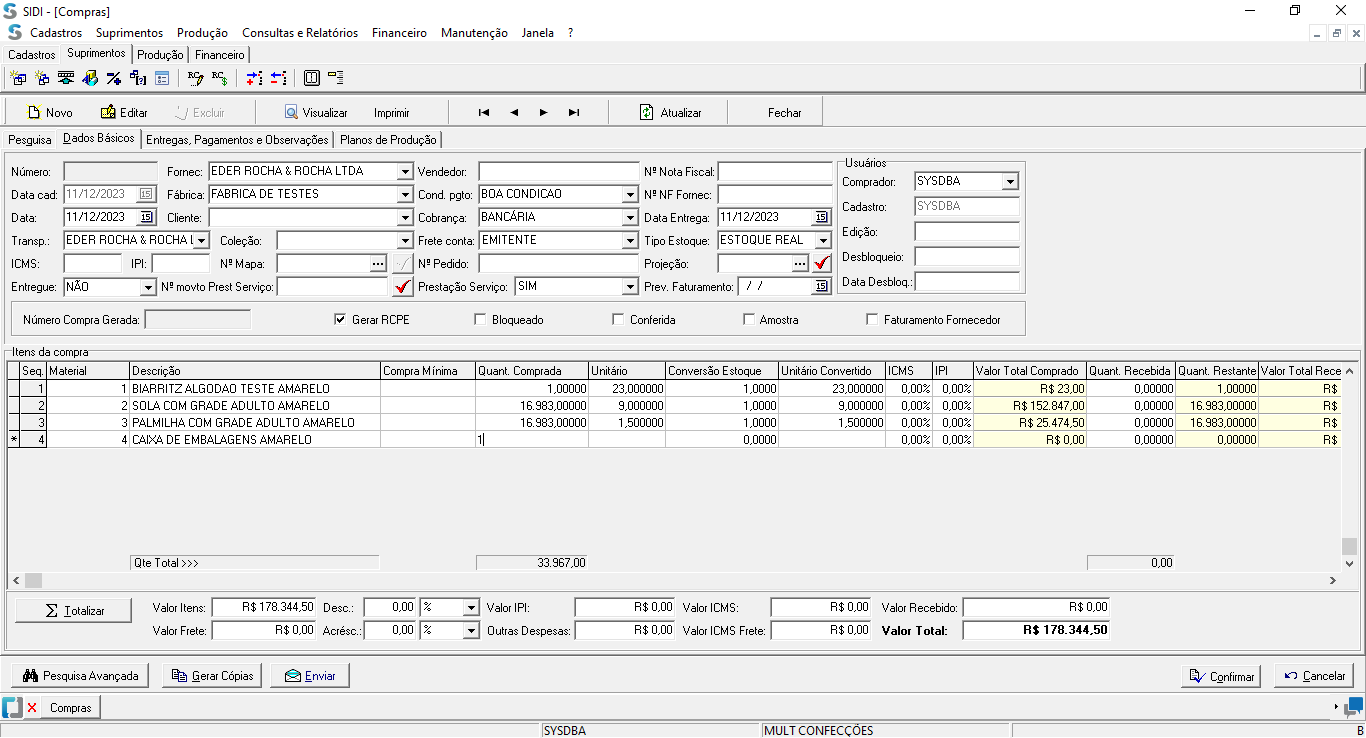 SIDI - [Compras]
Cadastros Suprimentos Produção Consultas e Relatórios Financeiro Manutenção Janela ?
Cadastros Suprimentos Produção Financeiro
Novo Editar Excluir Visualizar Imprimir Atualizar Fechar
Pesquisa Dados Básicos Entregas, Pagamentos e Observações Planos de Produção
Número: Fornec: EDER ROCHA & ROCHA LTDA Vendedor: Nº Nota Fiscal: Usuários
Data cad: 11/12/2023 15 Fábrica: FABRICA DE TESTES Cond. pgto: BOA CONDICAO Nº NF Fornec: Comprador: SYSDBA
Data: 11/12/2023 15 Cliente: Cobrança: BANCÁRIA Data Entrega: 11/12/2023 15 Cadastro: SYSDBA
Transp.: EDER ROCHA & ROCHA L Coleção: Frete conta: EMITENTE Tipo Estoque: ESTOQUE REAL Edição:
ICMS: IPI: Nº Mapa: ... Nº Pedido: Projeção: ... Desbloqueio:
Entregue: NÃO Nº movto Prest Serviço: Prestação Serviço: SIM Prev. Faturamento: / / 15 Data Desbloq.:
Número Compra Gerada: Gerar RCPE Bloqueado Conferida Amostra Faturamento Fornecedor
Itens da compra
Seq. Material Descrição Compra Mínima Quant. Comprada Unitário Conversão Estoque Unitário Convertido ICMS IPI Valor Total Comprado Quant. Recebida Quant. Restante Valor Total Rece
1 1 BIARRITZ ALGODAO TESTE AMARELO 1,00000 23,000000 1,0000 23,000000 0,00% 0,00% R$ 23,00 0,00000 1,00000 R$
2 2 SOLA COM GRADE ADULTO AMARELO 16.983,00000 9,000000 1,0000 9,000000 0,00% 0,00% R$ 152.847,00 0,00000 16.983,00000 R$
3 3 PALMILHA COM GRADE ADULTO AMARELO 16.983,00000 1,500000 1,0000 1,500000 0,00% 0,00% R$ 25.474,50 0,00000 16.983,00000 R$
* 4 4 CAIXA DE EMBALAGENS AMARELO 1 0,0000 0,00% 0,00% R$ 0,00 0,00000 0,00000 R$
Qte Total >>> 33.967,00 0,00
Σ Totalizar Valor Itens: R$ 178.344,50 Desc.: 0,00 % Valor IPI: R$ 0,00 Valor ICMS: R$ 0,00 Valor Recebido: R$ 0,00
Valor Frete: R$ 0,00 Acrésc.: 0,00 % Outras Despesas: R$ 0,00 Valor ICMS Frete: R$ 0,00 Valor Total: R$ 178.344,50
Pesquisa Avançada Gerar Cópias Enviar Confirmar Cancelar
Compras
SYSDBA MULT CONFECÇÕES B